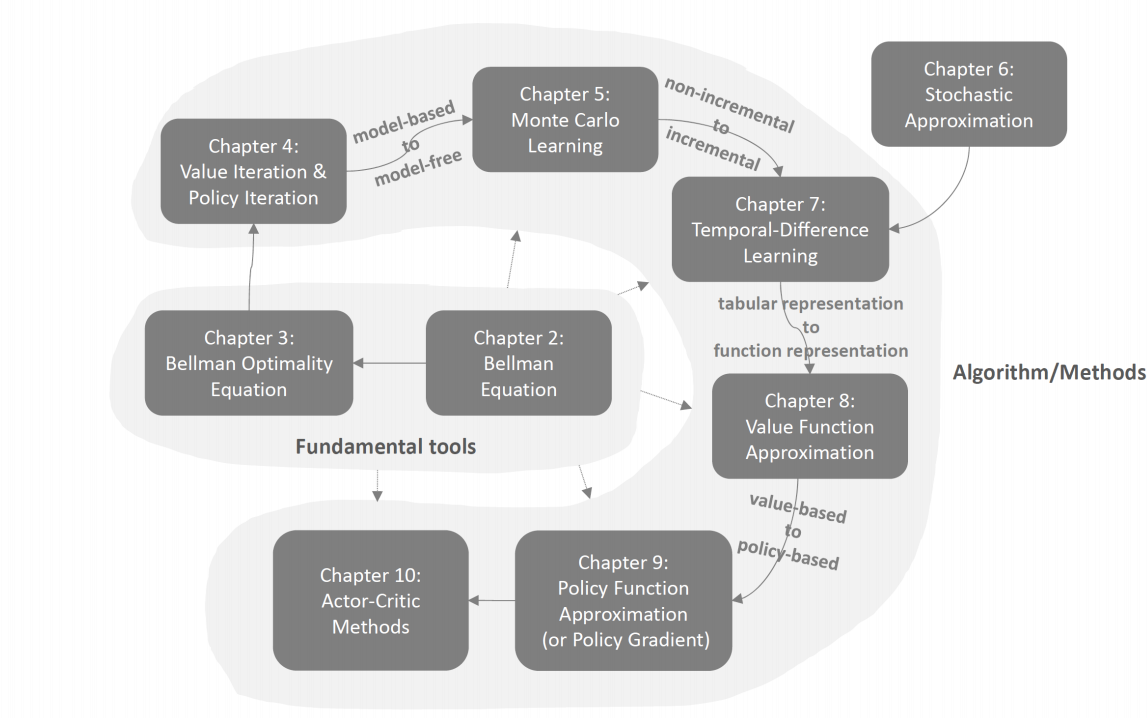 Chapter 6:
Stochastic
Approximation
Chapter 5:
Monte Carlo
Learning
non-incremental
to
incremental
model-based
to
model-free
Chapter 4:
Value Iteration &
Policy Iteration
Chapter 7:
Temporal-Difference
Learning
tabular representation
to
function representation
Chapter 3:
Bellman Optimality
Equation
Chapter 2:
Bellman
Equation
Algorithm/Methods
Chapter 8:
Value Function
Approximation
Fundamental tools
value-based
to
policy-based
Chapter 10:
Actor-Critic
Methods
Chapter 9:
Policy Function
Approximation
(or Policy Gradient)